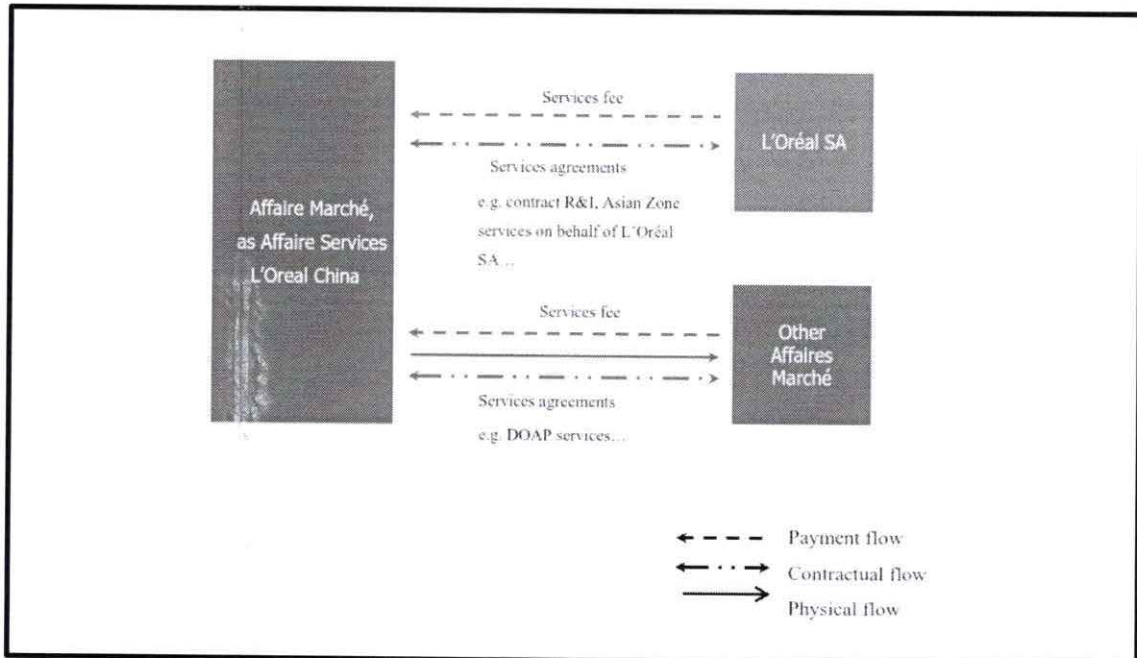 Services fee
L'Oréal SA
Services agreements
e.g. contract R&I, Asian Zone
services on behalf of L'Oréal
SA…
Affaire Marché,
as Affaire Services
L'Oreal China
Services fee
Other
Affaires
Marché
Services agreements
e.g. DOAP services…
Payment flow
Contractual flow
Physical flow